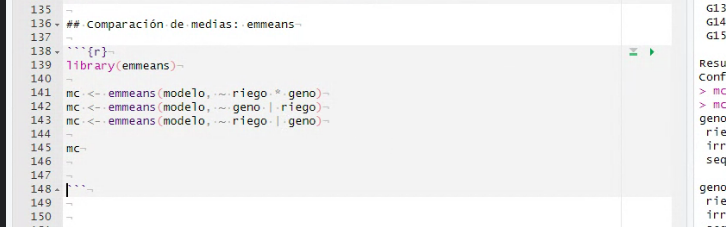 135
136 ## Comparación de medias: emmeans
137
138 ```{r}
139 library(emmeans)
140
141 mc <- emmeans(modelo, ~ riego * geno)
142 mc <- emmeans(modelo, ~ geno | riego)
143 mc <- emmeans(modelo, ~ riego | geno)
144
145 mc
146
147
148 ```
149
150
G13
G14
G15
Resu
Conf
> mc
> mc
geno
rie
irr
seq
geno
rie
irr